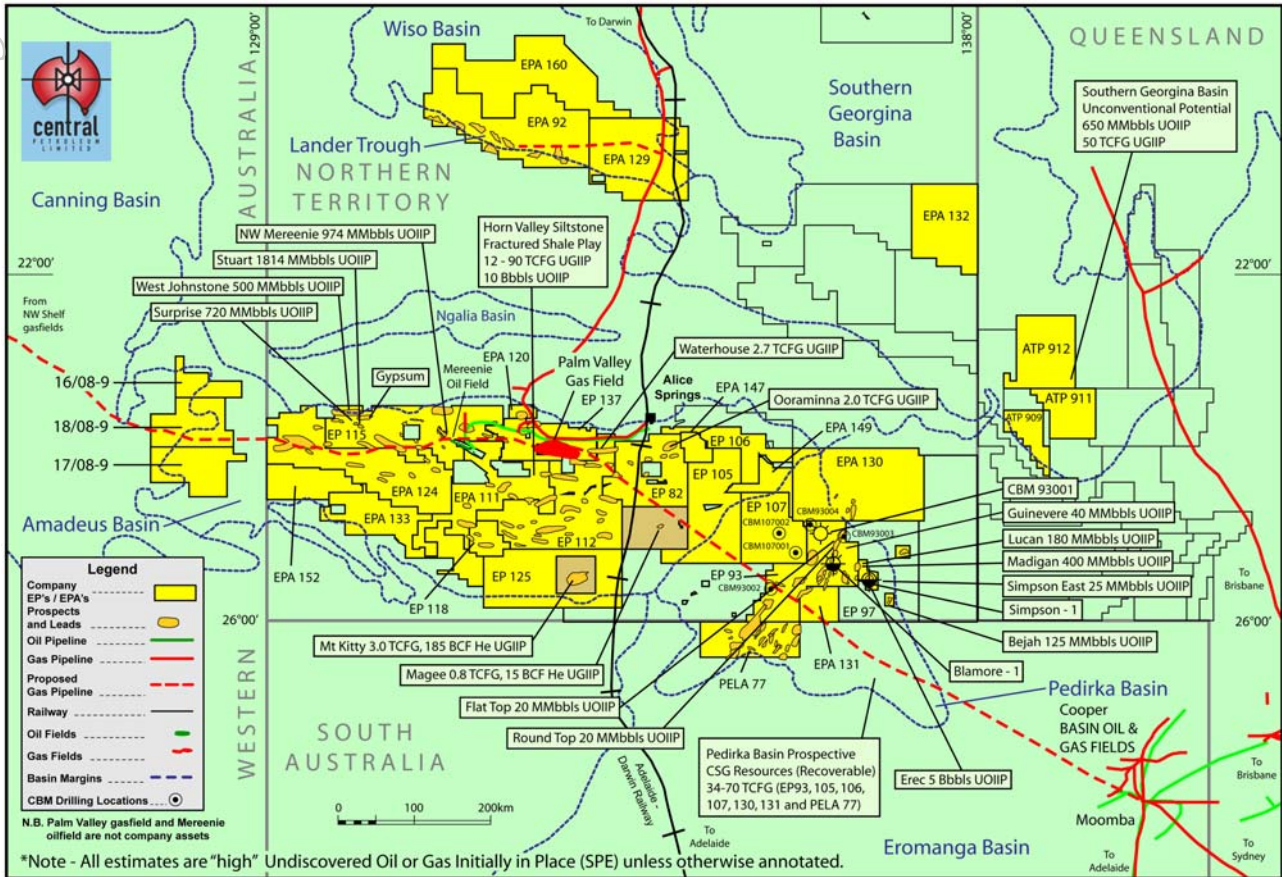 Wiso Basin
To Darwin
129°00'
138°00'
QUEENSLAND
central
PETROLEUM
LIMITED
EPA 160
EPA 92
EPA 129
Lander Trough
Southern
Georgina
Basin
Southern Georgina Basin
Unconventional Potential
650 MMbbls UOIIP
50 TCFG UGIIP
Canning Basin
AUSTRALIA
NORTHERN
TERRITORY
EPA 132
NW Mereenie 974 MMbbls UOIIP
Stuart 1814 MMbbls UOIIP
West Johnstone 500 MMbbls UOIIP
Surprise 720 MMbbls UOIIP
Horn Valley Siltstone
Fractured Shale Play
12 - 90 TCFG UGIIP
10 Bbbls UOIIP
22°00'
22°00'
From
NW Shelf
gasfields
Ngalia Basin
Gypsum
Mereenie
Oil Field
EPA 120
Palm Valley
Gas Field
EP 137
Waterhouse 2.7 TCFG UGIIP
Alice
Springs
EPA 147
Ooraminna 2.0 TCFG UGIIP
ATP 912
ATP 911
ATP 909
16/08-9
18/08-9
17/08-9
EP 115
EP 106
EPA 149
EP 105
EPA 130
EPA 124
EPA 111
EP 82
EP 107
CBM93004
CBM107002
CBM93003
CBM107001
CBM 93001
Guinevere 40 MMbbls UOIIP
Lucan 180 MMbbls UOIIP
Madigan 400 MMbbls UOIIP
Simpson East 25 MMbbls UOIIP
Simpson - 1
Bejah 125 MMbbls UOIIP
Blamore - 1
Amadeus Basin
EPA 133
EP 112
EPA 152
EP 125
EP 118
EP 93
CBM93002
EP 97
EPA 131
PELA 77
To
Brisbane
26°00'
26°00'
Legend
Company
EP's / EPA's
Prospects
and Leads
Oil Pipeline
Gas Pipeline
Proposed
Gas Pipeline
Railway
Oil Fields
Gas Fields
Basin Margins
CBM Drilling Locations
N.B. Palm Valley gasfield and Mereenie
oilfield are not company assets
WESTERN
SOUTH
AUSTRALIA
Mt Kitty 3.0 TCFG, 185 BCF He UGIIP
Magee 0.8 TCFG, 15 BCF He UGIIP
Flat Top 20 MMbbls UOIIP
Round Top 20 MMbbls UOIIP
Pedirka Basin
Cooper
BASIN OIL &
GAS FIELDS
Pedirka Basin Prospective
CSG Resources (Recoverable)
34-70 TCFG (EP93, 105, 106,
107, 130, 131 and PELA 77)
Erec 5 Bbbls UOIIP
To
Brisbane
Moomba
0 100 200km
Adelaide -
Darwin Railway
To
Adelaide
Eromanga Basin
To
Adelaide
To
Sydney
*Note - All estimates are "high" Undiscovered Oil or Gas Initially in Place (SPE) unless otherwise annotated.